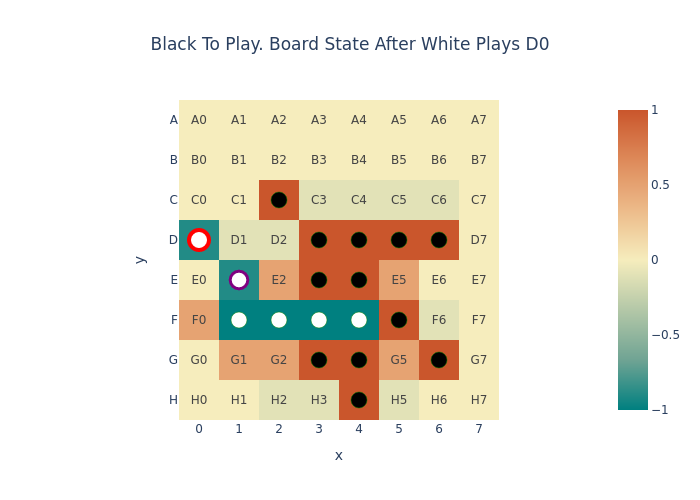 Black To Play. Board State After White Plays D0
A A0 A1 A2 A3 A4 A5 A6 A7
B B0 B1 B2 B3 B4 B5 B6 B7
C C0 C1 C3 C4 C5 C6 C7
D D1 D2 D7
E E0 E2 E5 E6 E7
F F0 F6 F7
G G0 G1 G2 G5 G7
H H0 H1 H2 H3 H5 H6 H7
0 1 2 3 4 5 6 7
x
y
1
0.5
0
−0.5
−1